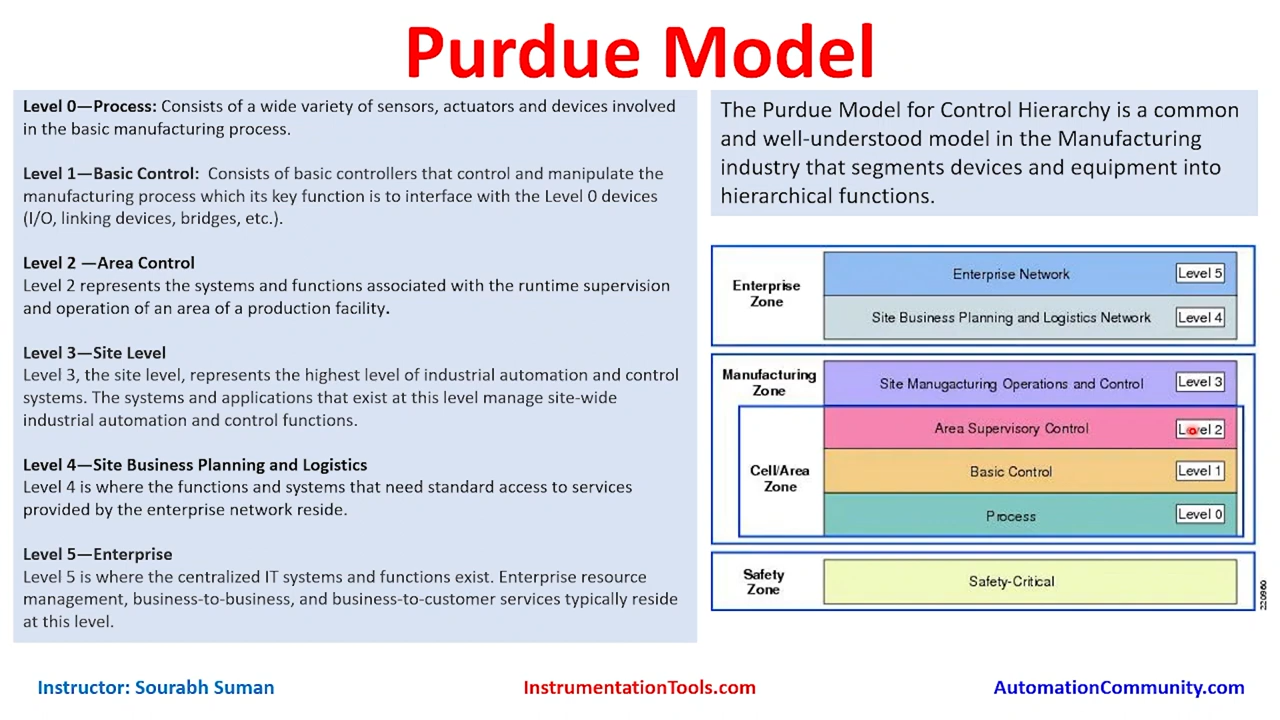 Purdue Model
Level 0—Process: Consists of a wide variety of sensors, actuators and devices involved
in the basic manufacturing process.
Level 1—Basic Control: Consists of basic controllers that control and manipulate the
manufacturing process which its key function is to interface with the Level 0 devices
(I/O, linking devices, bridges, etc.).
Level 2 —Area Control
Level 2 represents the systems and functions associated with the runtime supervision
and operation of an area of a production facility.
Level 3—Site Level
Level 3, the site level, represents the highest level of industrial automation and control
systems. The systems and applications that exist at this level manage site-wide
industrial automation and control functions.
Level 4—Site Business Planning and Logistics
Level 4 is where the functions and systems that need standard access to services
provided by the enterprise network reside.
Level 5—Enterprise
Level 5 is where the centralized IT systems and functions exist. Enterprise resource
management, business-to-business, and business-to-customer services typically reside
at this level.
The Purdue Model for Control Hierarchy is a common
and well-understood model in the Manufacturing
industry that segments devices and equipment into
hierarchical functions.
Enterprise
Zone
Enterprise Network
Level 5
Site Business Planning and Logistics Network
Level 4
Manufacturing
Zone
Site Manugacturing Operations and Control
Level 3
Cell/Area
Zone
Area Supervisory Control
Level 2
Basic Control
Level 1
Process
Level 0
Safety
Zone
Safety-Critical
220960
Instructor: Sourabh Suman
InstrumentationTools.com
AutomationCommunity.com